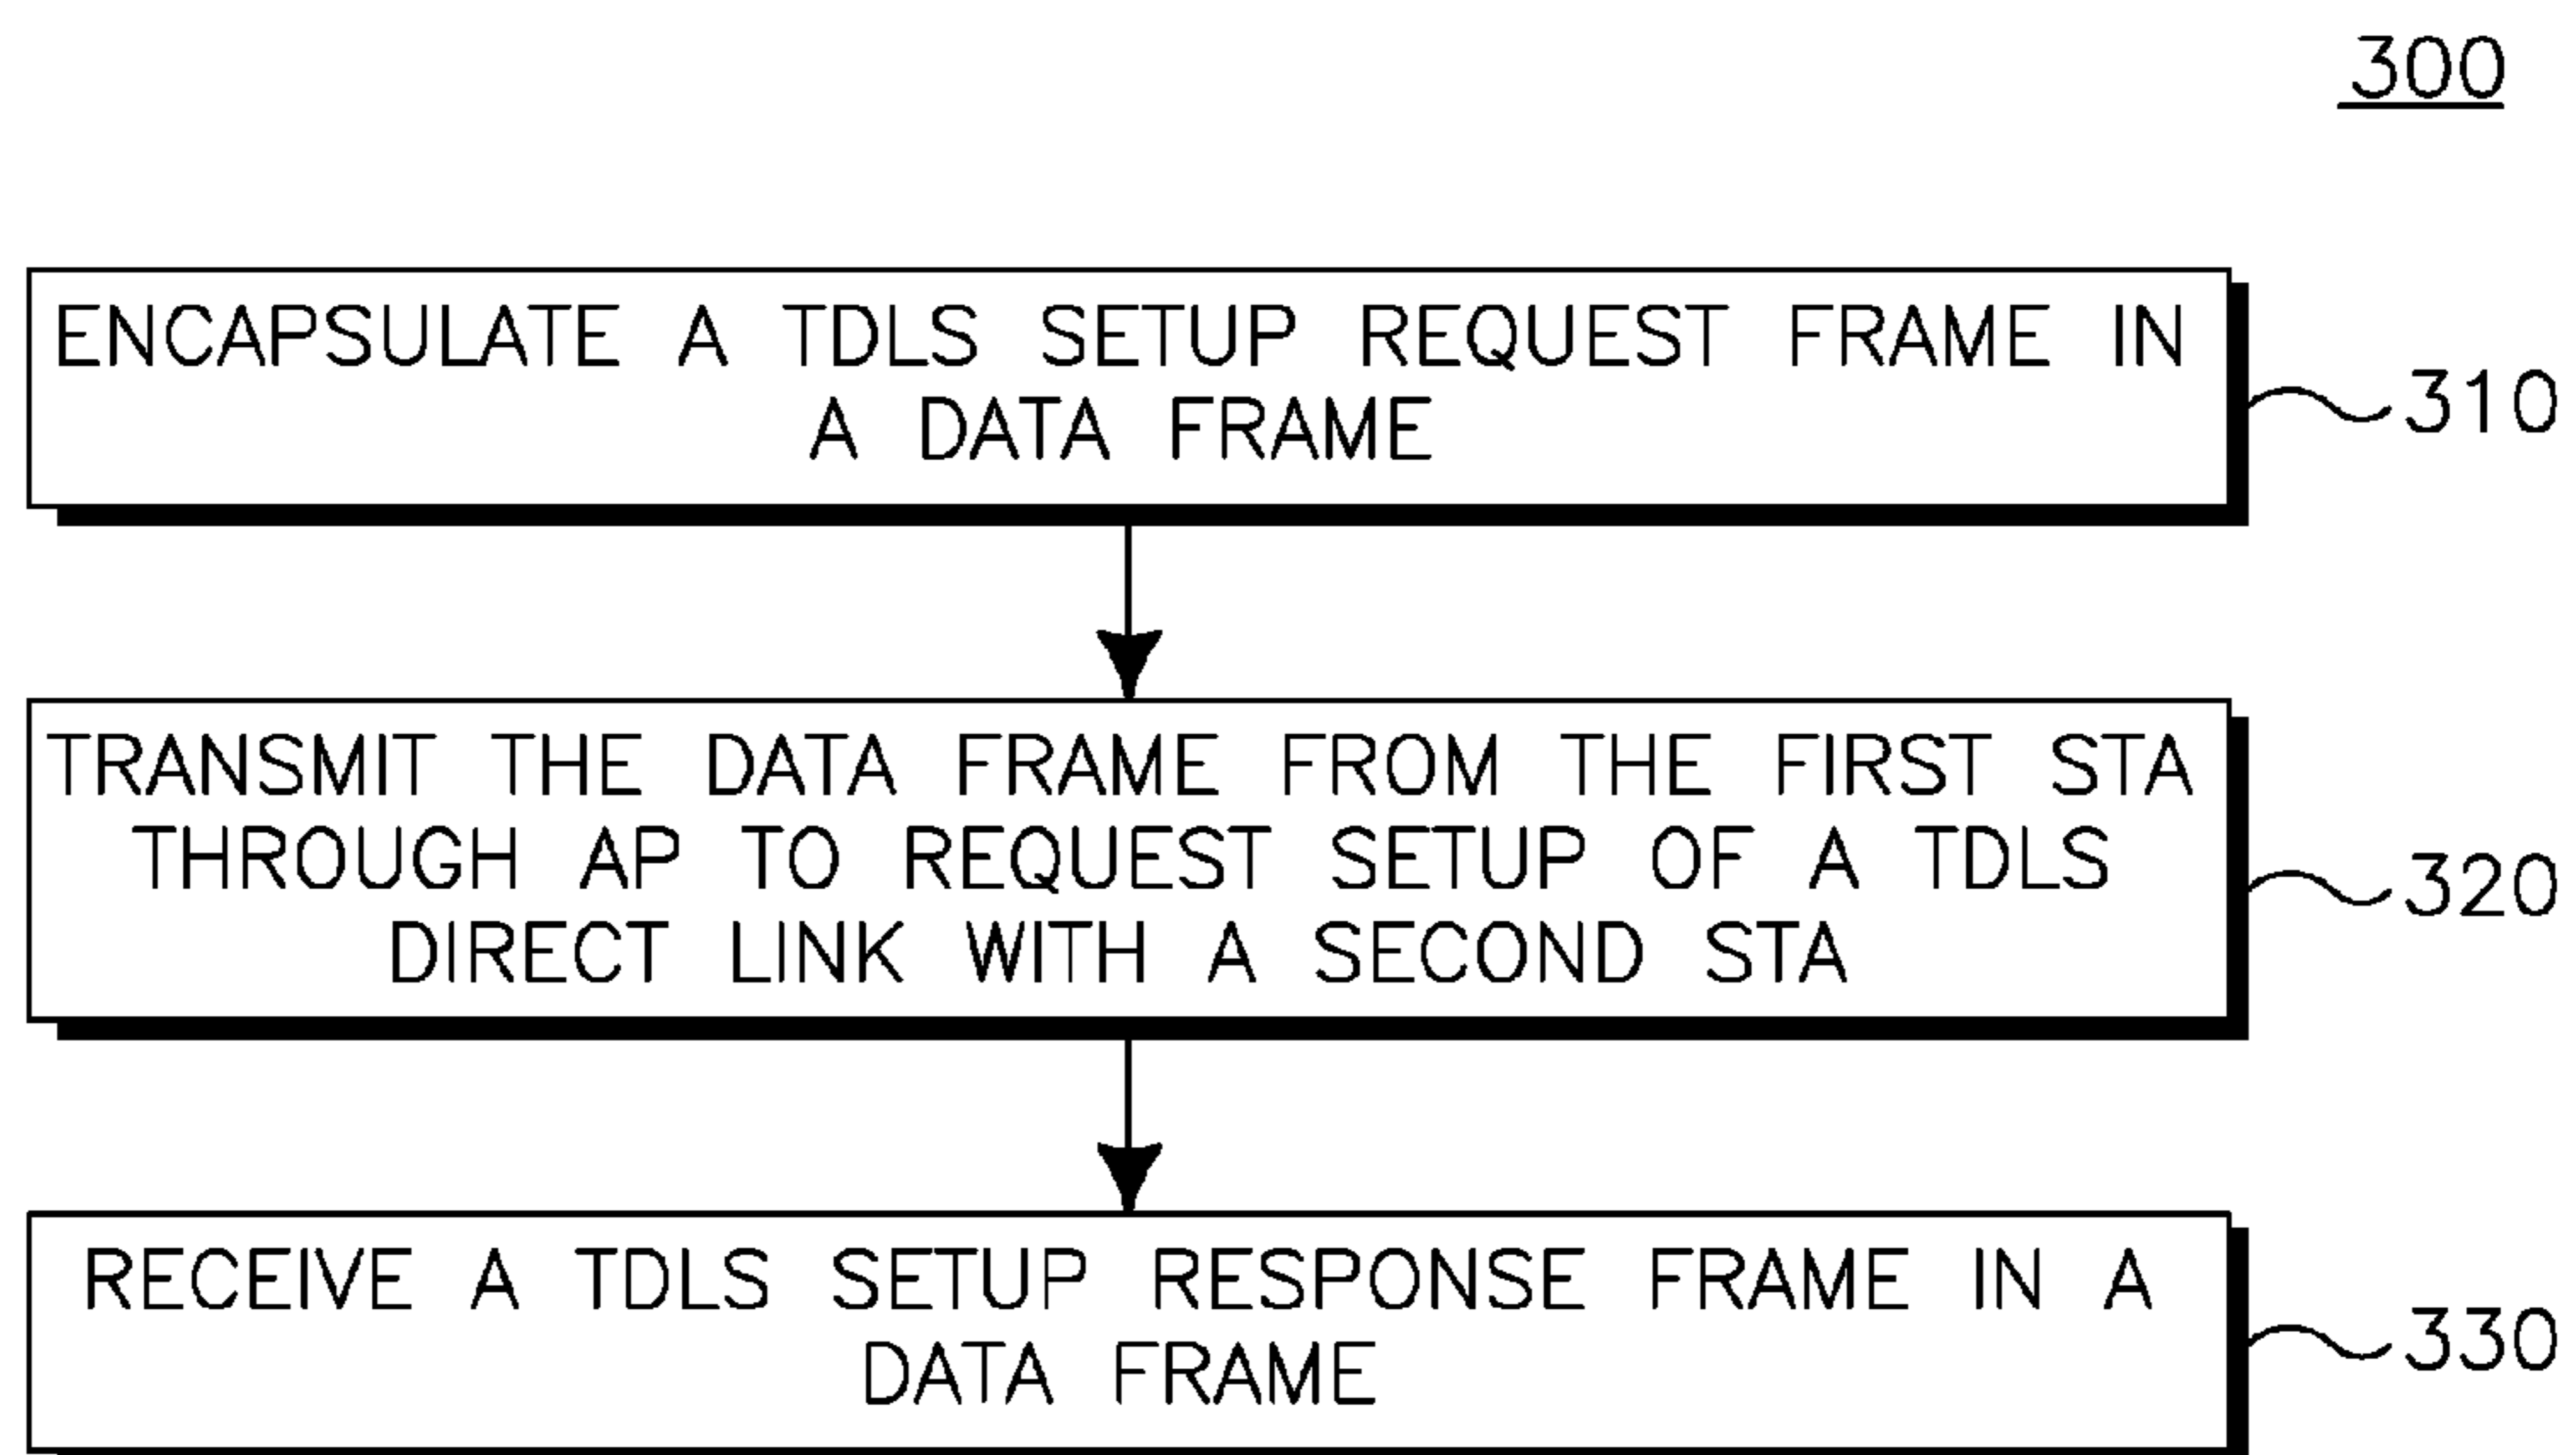 300
ENCAPSULATE A TDLS SETUP REQUEST FRAME IN
A DATA FRAME
310
TRANSMIT THE DATA FRAME FROM THE FIRST STA
THROUGH AP TO REQUEST SETUP OF A TDLS
DIRECT LINK WITH A SECOND STA
320
RECEIVE A TDLS SETUP RESPONSE FRAME IN A
DATA FRAME
330